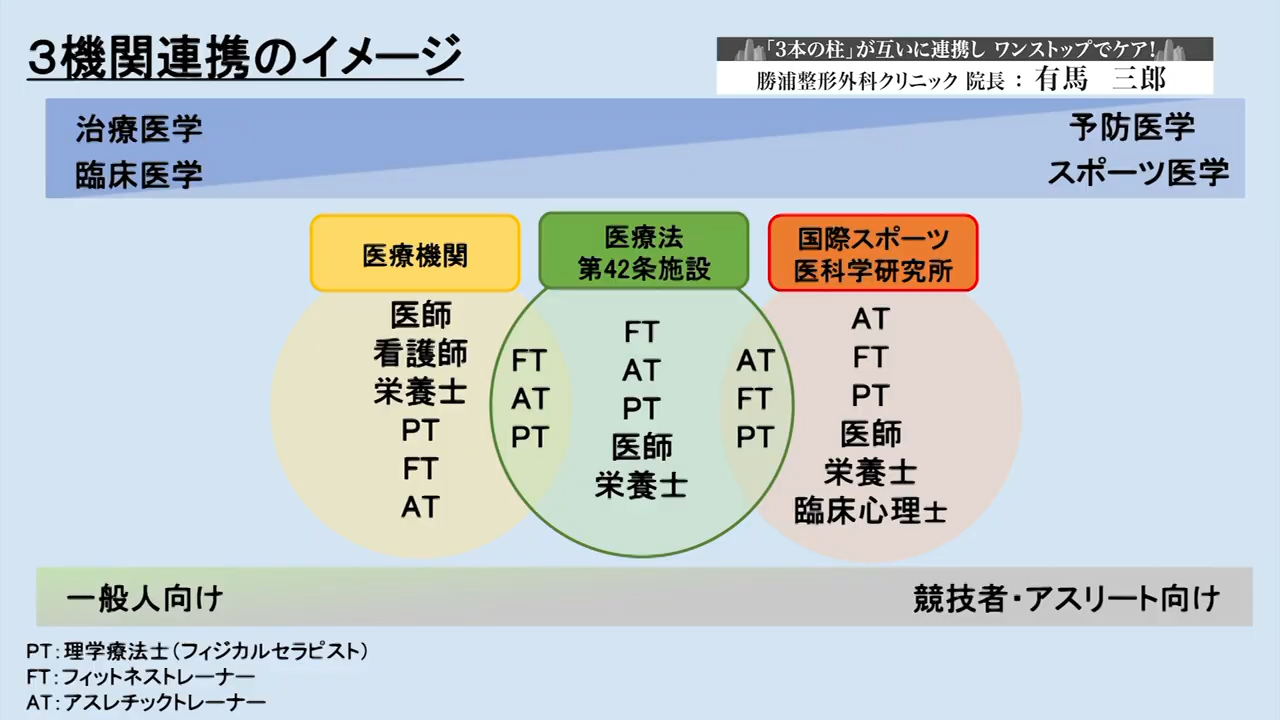 ３機関連携のイメージ
「3本の柱」が互いに連携し ワンストップでケア！
勝浦整形外科クリニック 院長： 有馬　三郎
治療医学
臨床医学
予防医学
スポーツ医学
医療機関
医師
看護師
栄養士
PT
FT
AT
FT
AT
PT
医療法
第42条施設
FT
AT
PT
医師
栄養士
AT
FT
PT
国際スポーツ
医科学研究所
AT
FT
PT
医師
栄養士
臨床心理士
一般人向け
競技者・アスリート向け
PT：理学療法士（フィジカルセラピスト）
FT：フィットネストレーナー
AT：アスレチックトレーナー